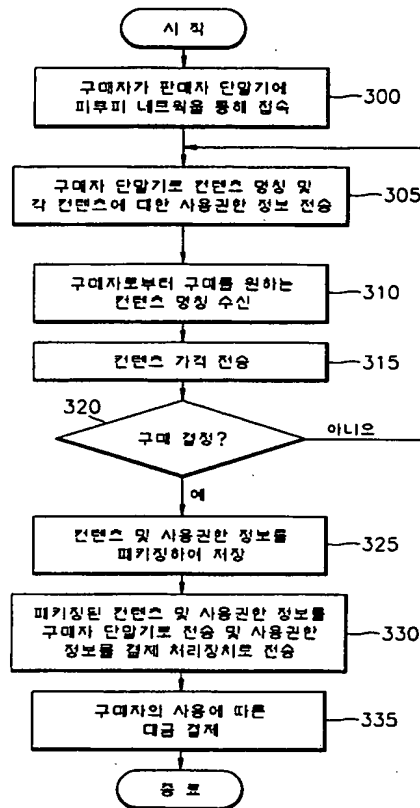 시 작
구매자가 판매자 단말기에
피투피 네트웍을 통해 접속
300
구매자 단말기로 컨텐츠 명칭 및
각 컨텐츠에 대한 사용권한 정보 전송
305
구매자로부터 구매를 원하는
컨텐츠 명칭 수신
310
컨텐츠 가격 전송
315
320
구매 결정?
아니오
예
컨텐츠 및 사용권한 정보를
패키징하여 저장
325
패키징된 컨텐츠 및 사용권한 정보를
구매자 단말기로 전송 및 사용권한
정보를 결제 처리장치로 전송
330
구매자의 사용에 따른
대금 결제
335
종 료